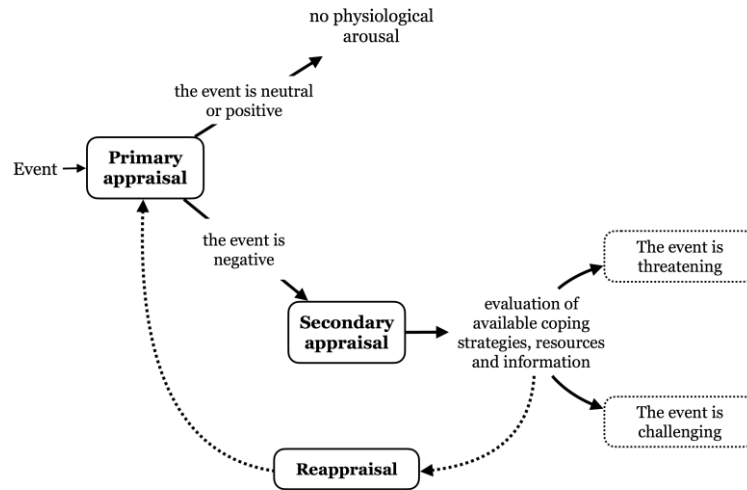 no physiological
arousal
the event is neutral
or positive
Event
Primary
appraisal
the event is
negative
Secondary
appraisal
evaluation of
available coping
strategies, resources
and information
The event is
threatening
The event is
challenging
Reappraisal